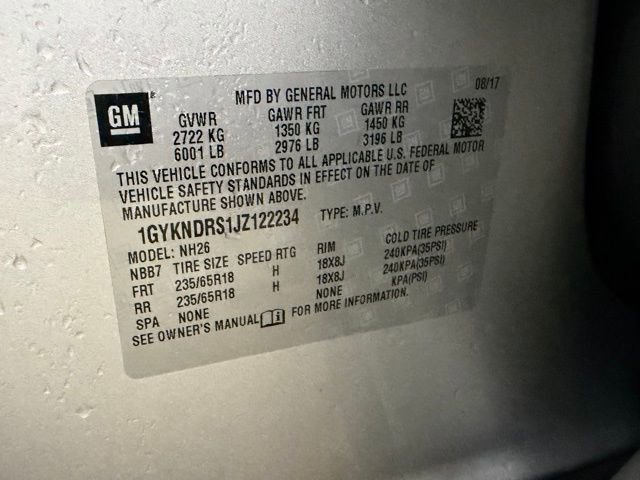 GM
MFD BY GENERAL MOTORS LLC 08/17
GVWR GAWR FRT GAWR RR
2722 KG 1350 KG 1450 KG
6001 LB 2976 LB 3196 LB
THIS VEHICLE CONFORMS TO ALL APPLICABLE U.S. FEDERAL MOTOR
VEHICLE SAFETY STANDARDS IN EFFECT ON THE DATE OF
MANUFACTURE SHOWN ABOVE.
1GYKNDRS1JZ122234 TYPE: M.P.V.
MODEL: NH26
NBB7 TIRE SIZE SPEED RTG RIM COLD TIRE PRESSURE
FRT 235/65R18 H 18X8J 240KPA(35PSI)
RR 235/65R18 H 18X8J 240KPA(35PSI)
SPA NONE NONE KPA(PSI)
SEE OWNER'S MANUAL FOR MORE INFORMATION.